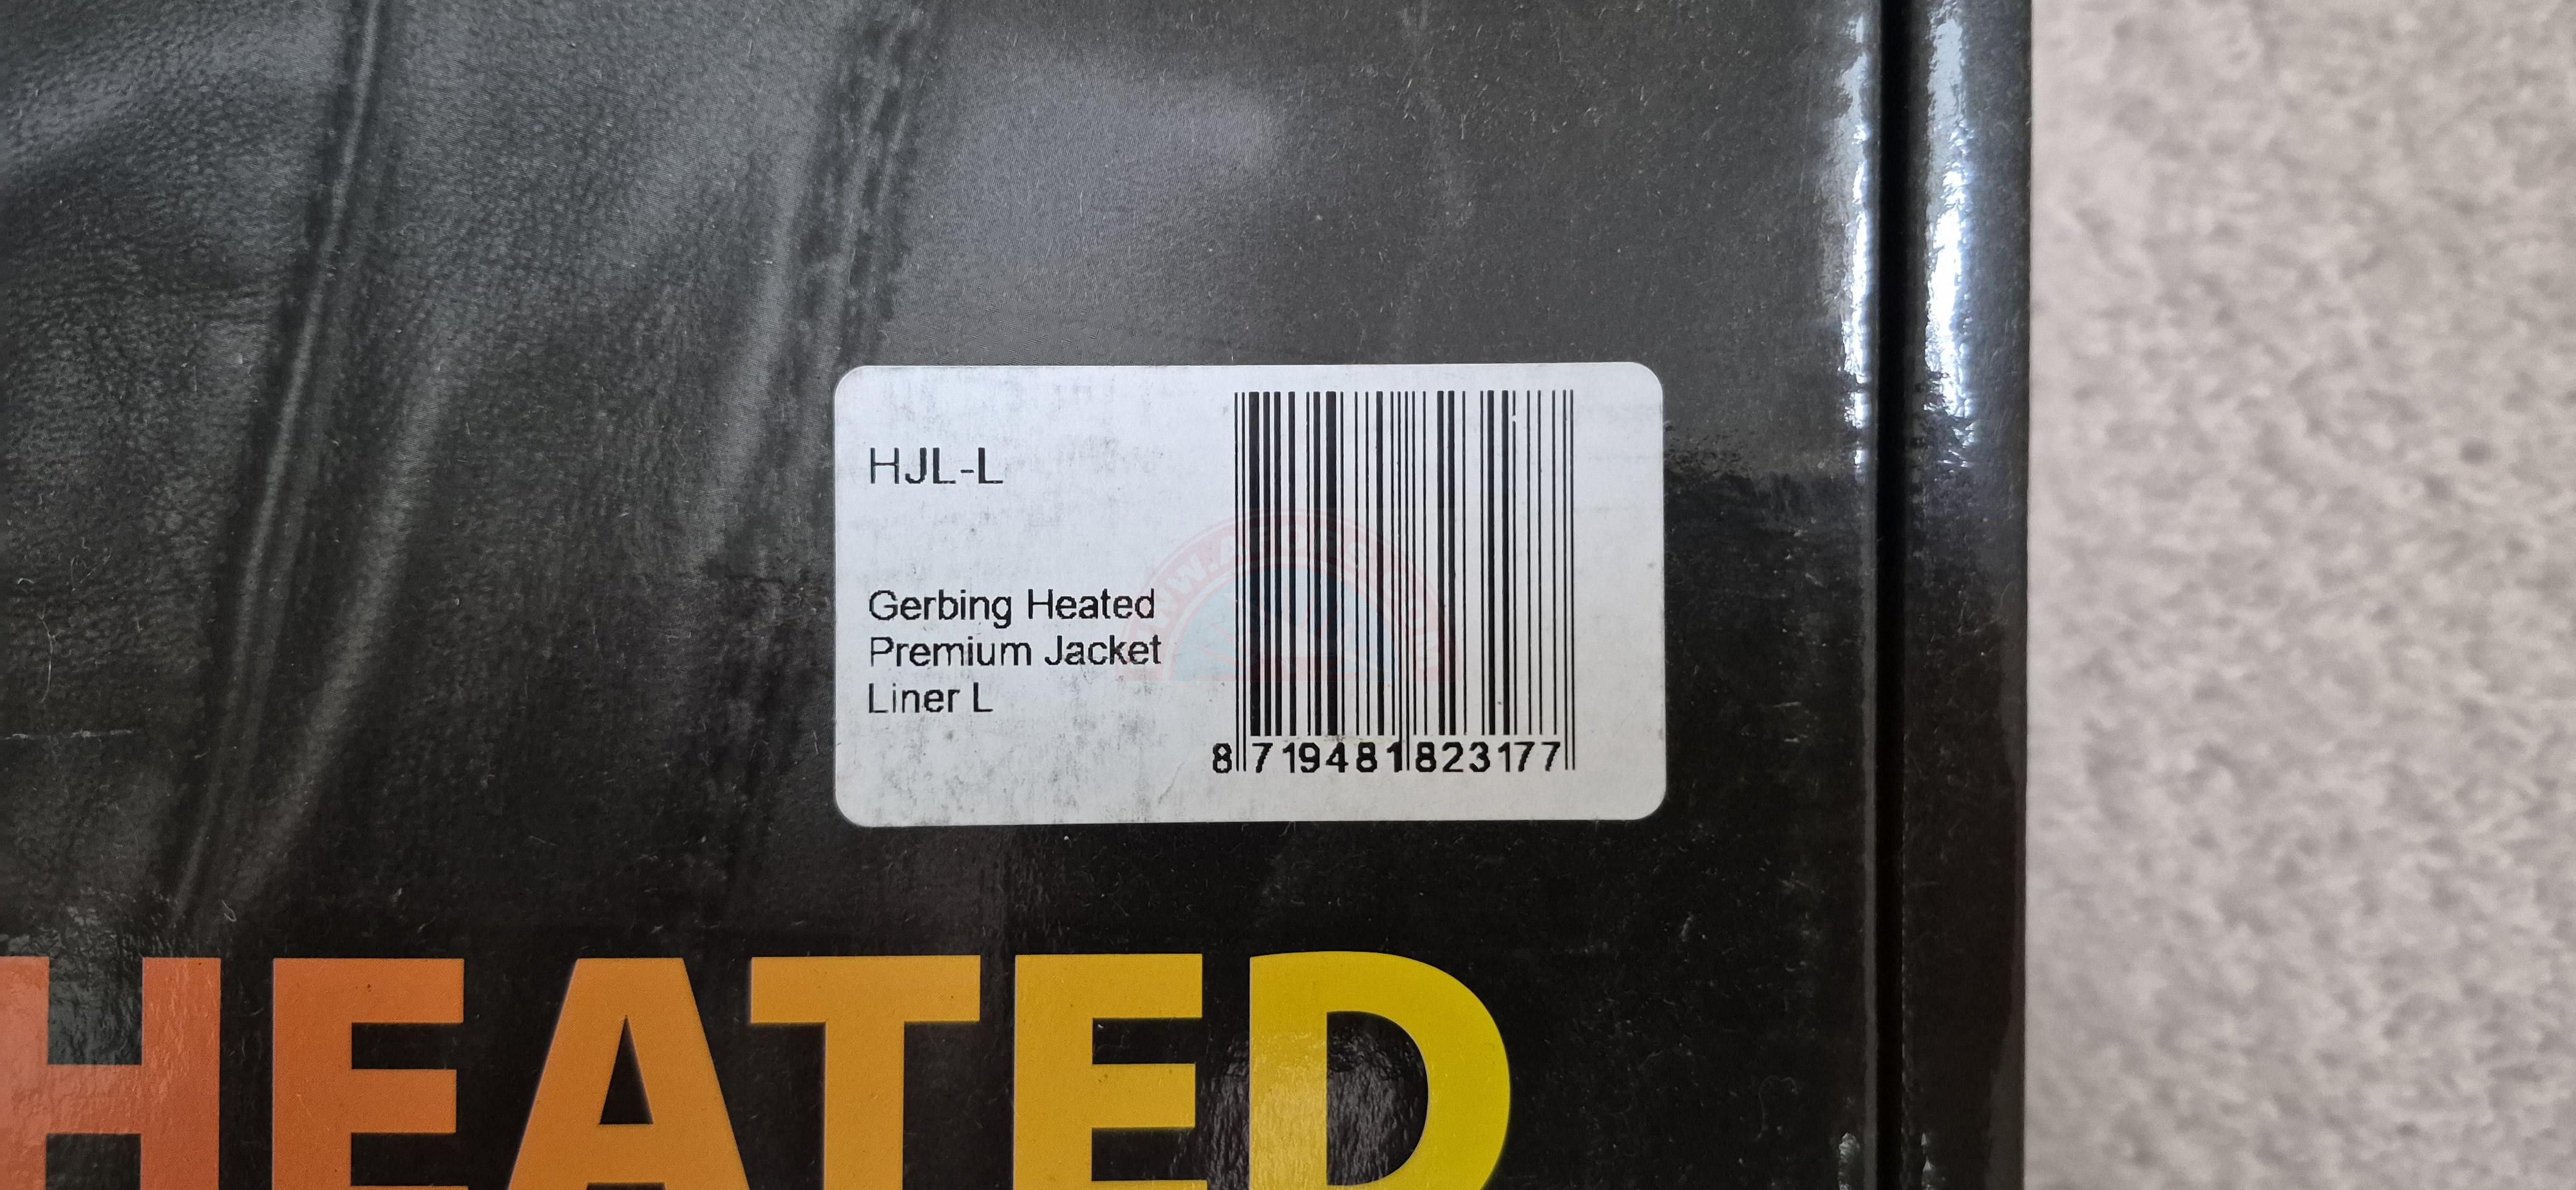 HJL-L
Gerbing Heated
Premium Jacket
Liner L
8 719481 823177
HEATED